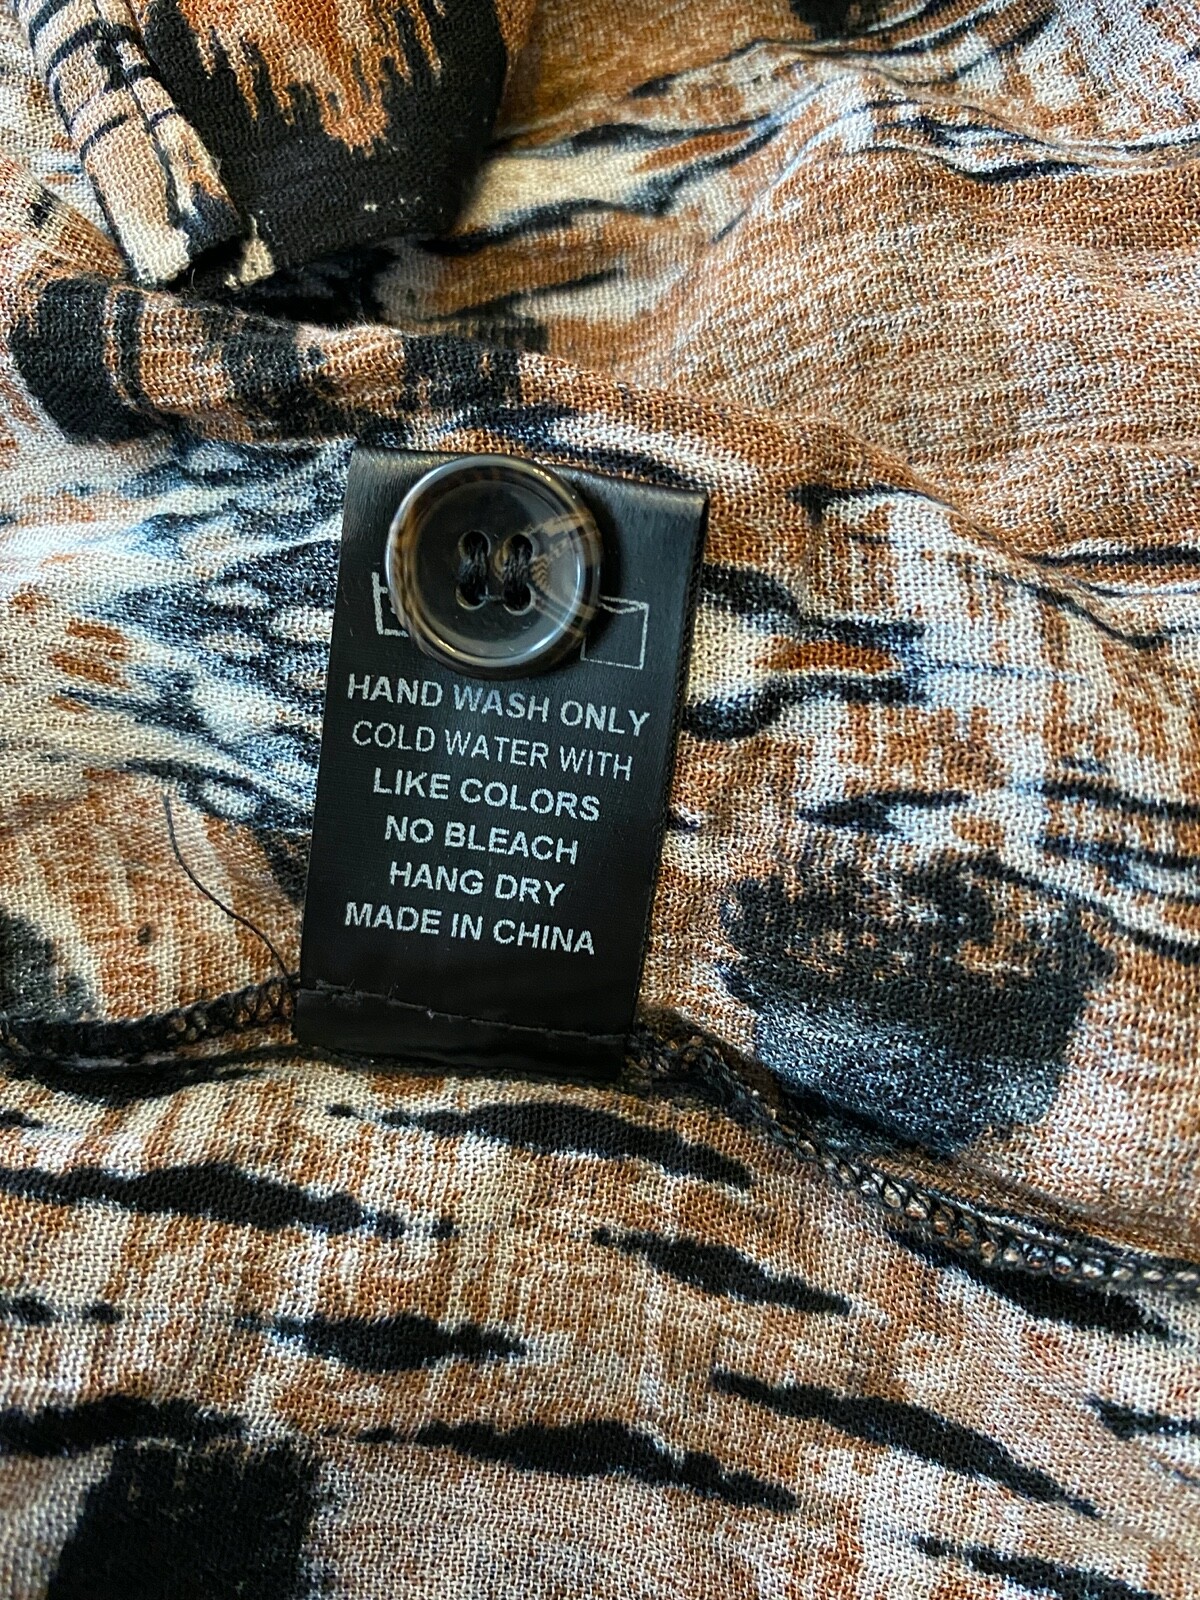 HAND WASH ONLY
COLD WATER WITH
LIKE COLORS
NO BLEACH
HANG DRY
MADE IN CHINA